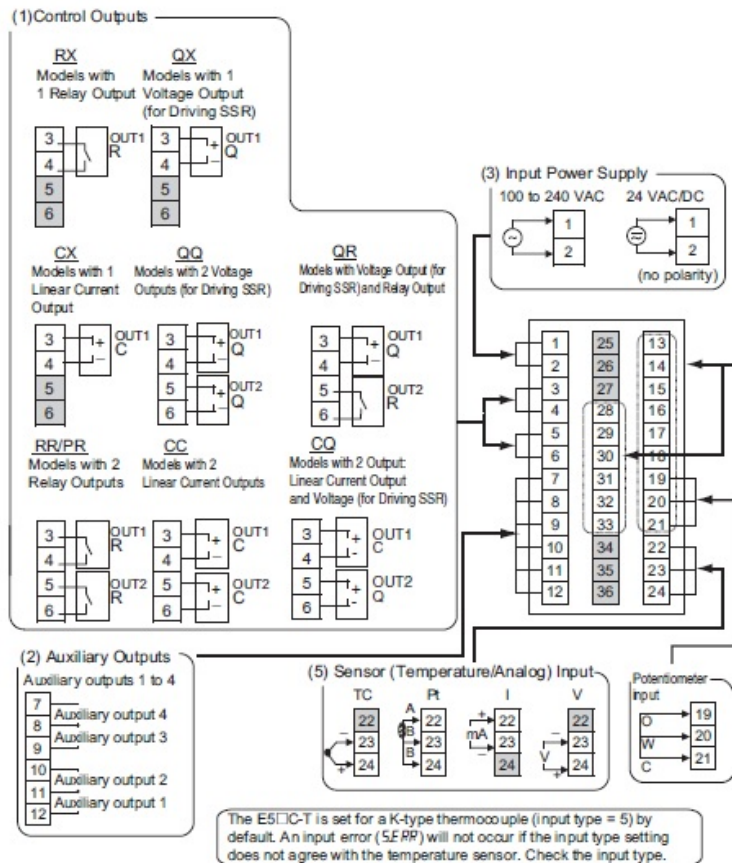 (1)Control Outputs
RX
Models with
1 Relay Output
3
4
5
6
OUT1
R
QX
Models with 1
Voltage Output
(for Driving SSR)
3
4
5
6
+
−
OUT1
Q
CX
Models with 1
Linear Current
Output
3
4
5
6
+
−
OUT1
C
QQ
Models with 2 Voltage
Outputs (for Driving SSR)
3
4
5
6
+
−
OUT1
Q
+
−
OUT2
Q
QR
Models with Voltage Output (for
Driving SSR) and Relay Output
3
4
5
6
+
−
OUT1
Q
OUT2
R
RR/PR
Models with 2
Relay Outputs
3
4
5
6
OUT1
R
OUT2
R
CC
Models with 2
Linear Current Outputs
3
4
5
6
+
−
OUT1
C
+
−
OUT2
C
CQ
Models with 2 Output:
Linear Current Output
and Voltage (for Driving SSR)
3
4
5
6
+
-
OUT1
C
+
-
OUT2
Q
(3) Input Power Supply
100 to 240 VAC
1
2
24 VAC/DC
1
2
(no polarity)
1 25 13
2 26 14
3 27 15
4 28 16
5 29 17
6 30 18
7 31 19
8 32 20
9 33 21
10 34 22
11 35 23
12 36 24
(2) Auxiliary Outputs
Auxiliary outputs 1 to 4
7
8
9
10
11
12
Auxiliary output 4
Auxiliary output 3
Auxiliary output 2
Auxiliary output 1
(5) Sensor (Temperature/Analog) Input
TC
22
− 23
+ 24
Pt
A 22
B 23
B 24
I
+ 22
mA
− 23
24
V
22
− 23
V
+ 24
Potentiometer
input
O 19
W 20
C 21
The E5□C-T is set for a K-type thermocouple (input type = 5) by
default. An input error (S.ERR) will not occur if the input type setting
does not agree with the temperature sensor. Check the input type.